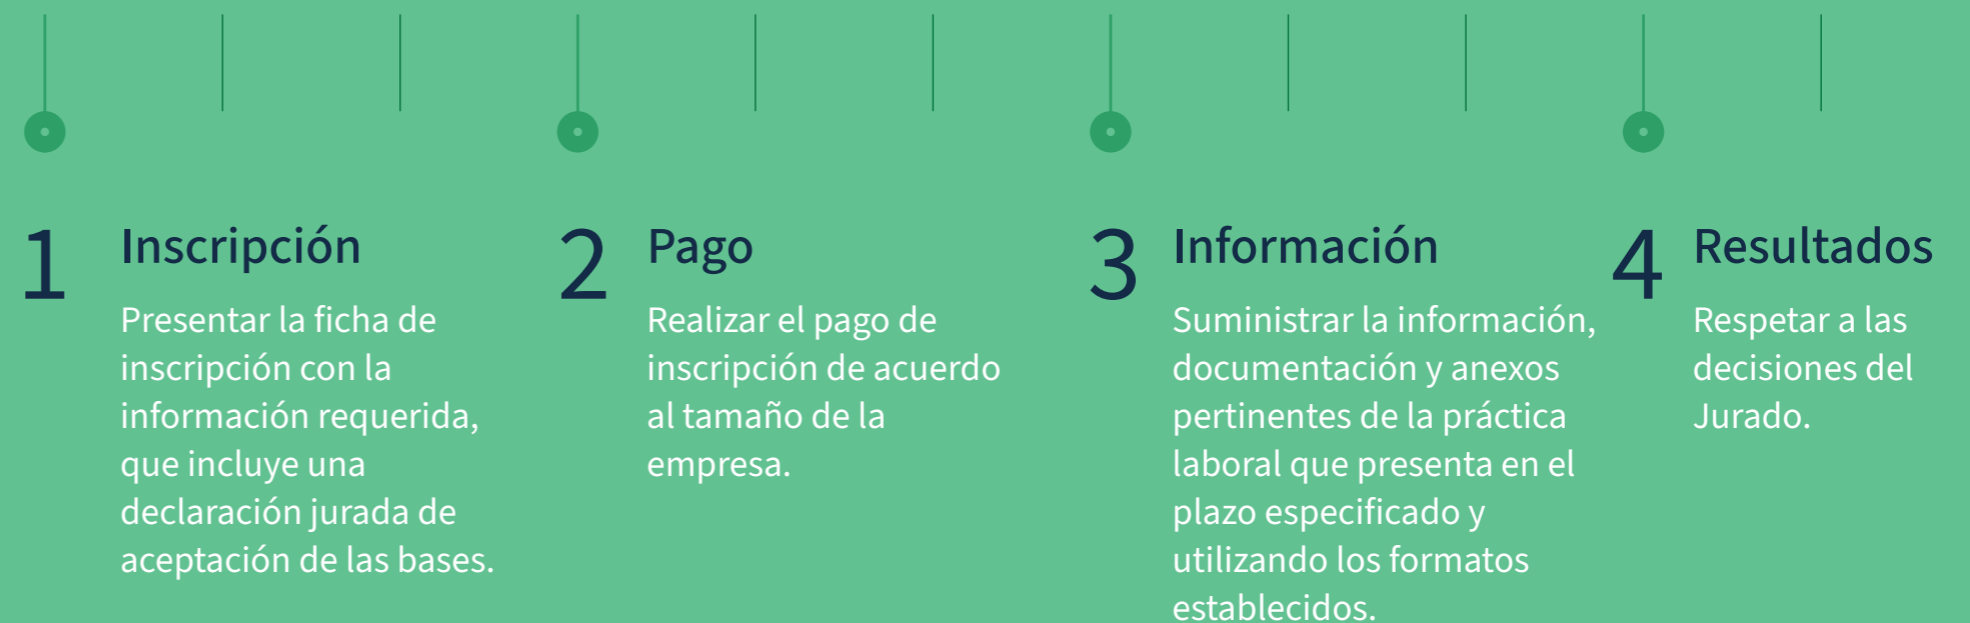 1
Inscripción
Presentar la ficha de
inscripción con la
información requerida,
que incluye una
declaración jurada de
aceptación de las bases.
2
Pago
Realizar el pago de
inscripción de acuerdo
al tamaño de la
empresa.
3
Información
Suministrar la información,
documentación y anexos
pertinentes de la práctica
laboral que presenta en el
plazo especificado y
utilizando los formatos
establecidos.
4
Resultados
Respetar a las
decisiones del
Jurado.